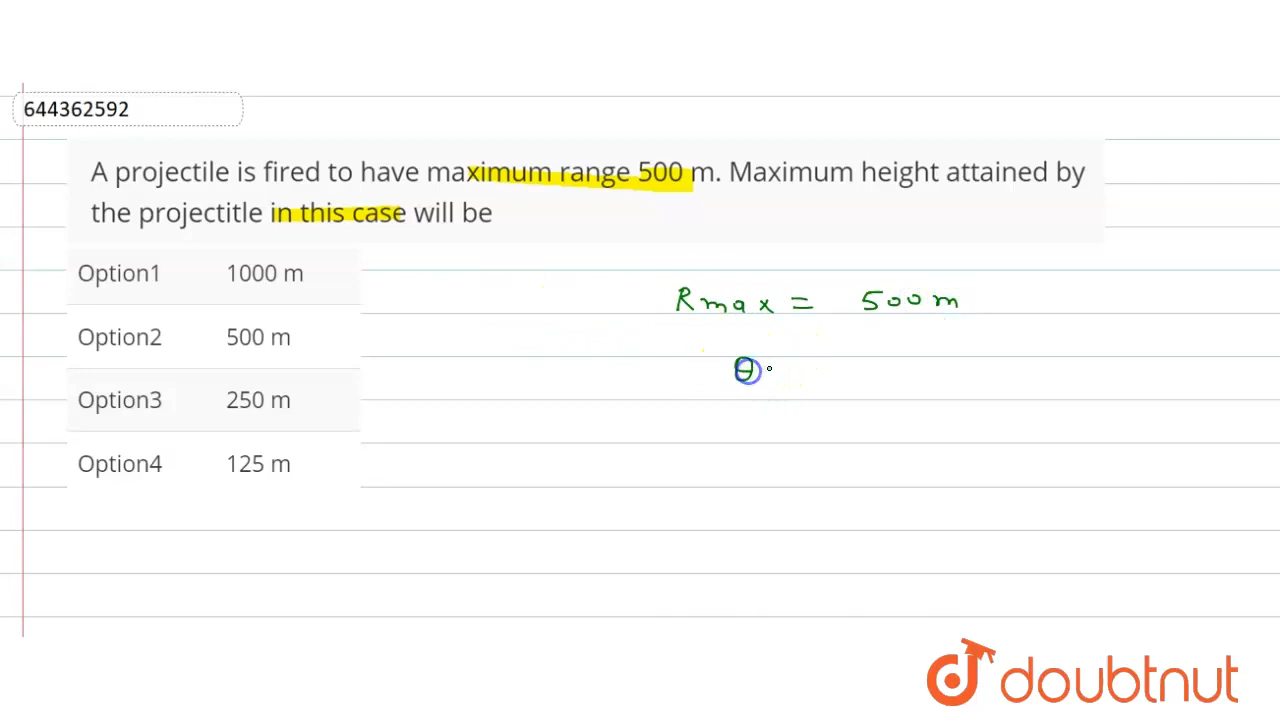 644362592
A projectile is fired to have maximum range 500 m. Maximum height attained by
the projectitle in this case will be
Option1 1000 m
Option2 500 m
Option3 250 m
Option4 125 m
Rmax = 500m
θ
doubtnut